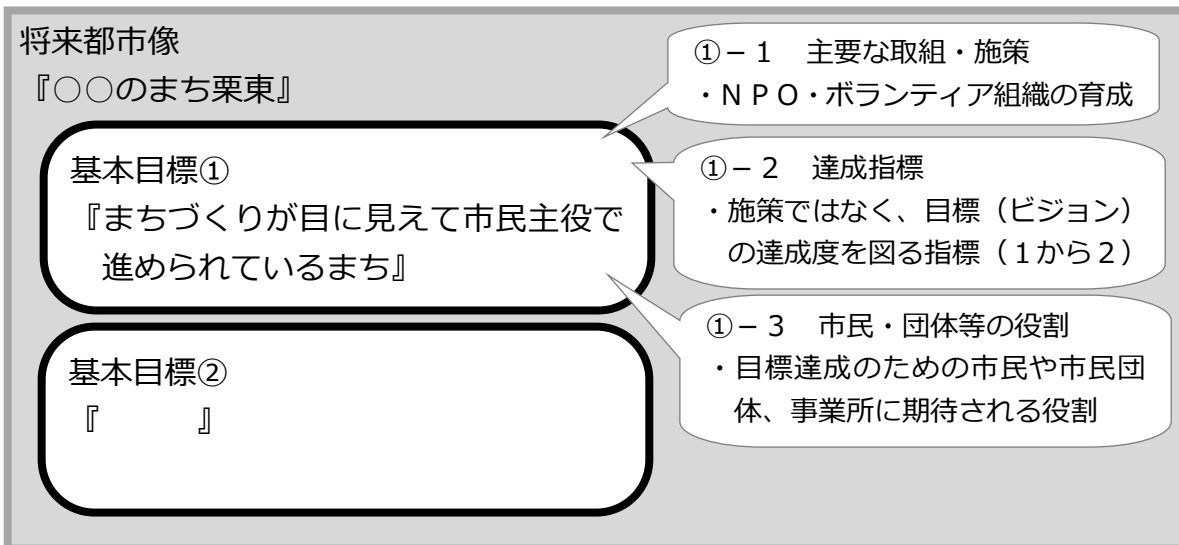 将来都市像
『○○のまち栗東』
基本目標①
『まちづくりが目に見えて市民主役で
進められているまち』
①－１　主要な取組・施策
・ＮＰＯ・ボランティア組織の育成
①－２　達成指標
・施策ではなく、目標（ビジョン）
の達成度を図る指標（１から２）
①－３　市民・団体等の役割
・目標達成のための市民や市民団
体、事業所に期待される役割
基本目標②
『　　　』